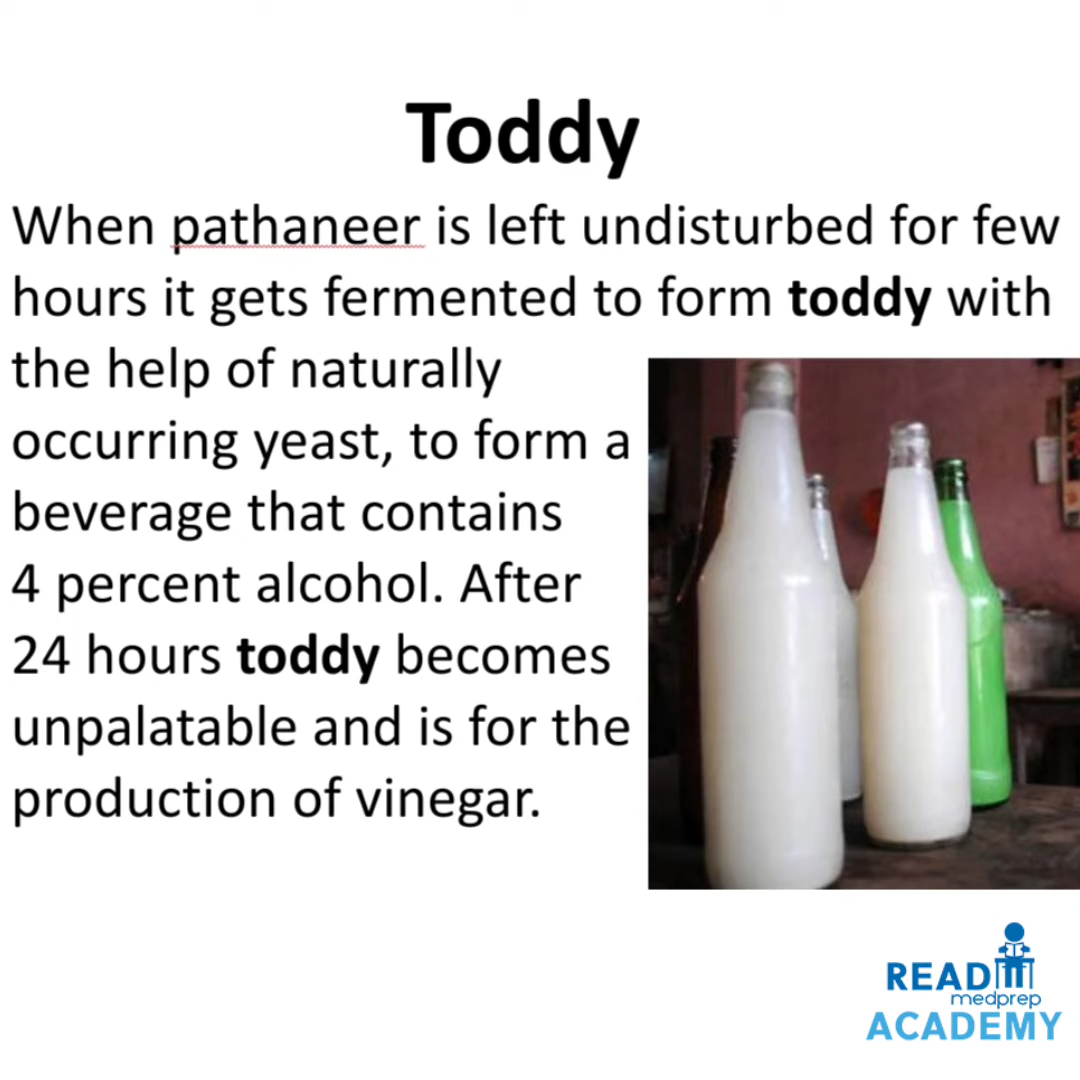 Toddy
When pathaneer is left undisturbed for few
hours it gets fermented to form toddy with
the help of naturally
occurring yeast, to form a
beverage that contains
4 percent alcohol. After
24 hours toddy becomes
unpalatable and is for the
production of vinegar.
READ
medprep
ACADEMY